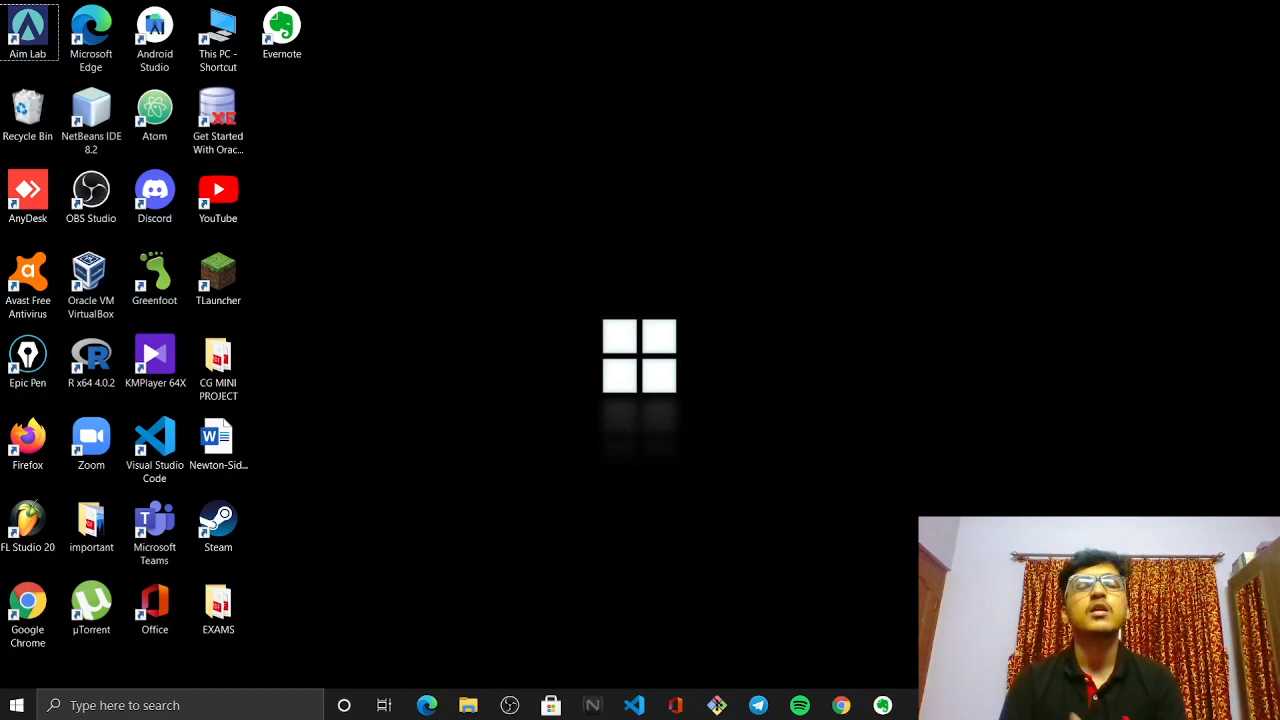 Aim Lab
Microsoft
Edge
Android
Studio
This PC -
Shortcut
Evernote
Recycle Bin
NetBeans IDE
8.2
Atom
XE
Get Started
With Orac...
AnyDesk
OBS Studio
Discord
YouTube
Avast Free
Antivirus
Oracle VM
VirtualBox
Greenfoot
TLauncher
Epic Pen
R x64 4.0.2
KMPlayer 64X
CG MINI
PROJECT
Firefox
Zoom
Visual Studio
Code
Newton-Sid...
FL Studio 20
important
Microsoft
Teams
Steam
Google
Chrome
µTorrent
Office
EXAMS
Type here to search